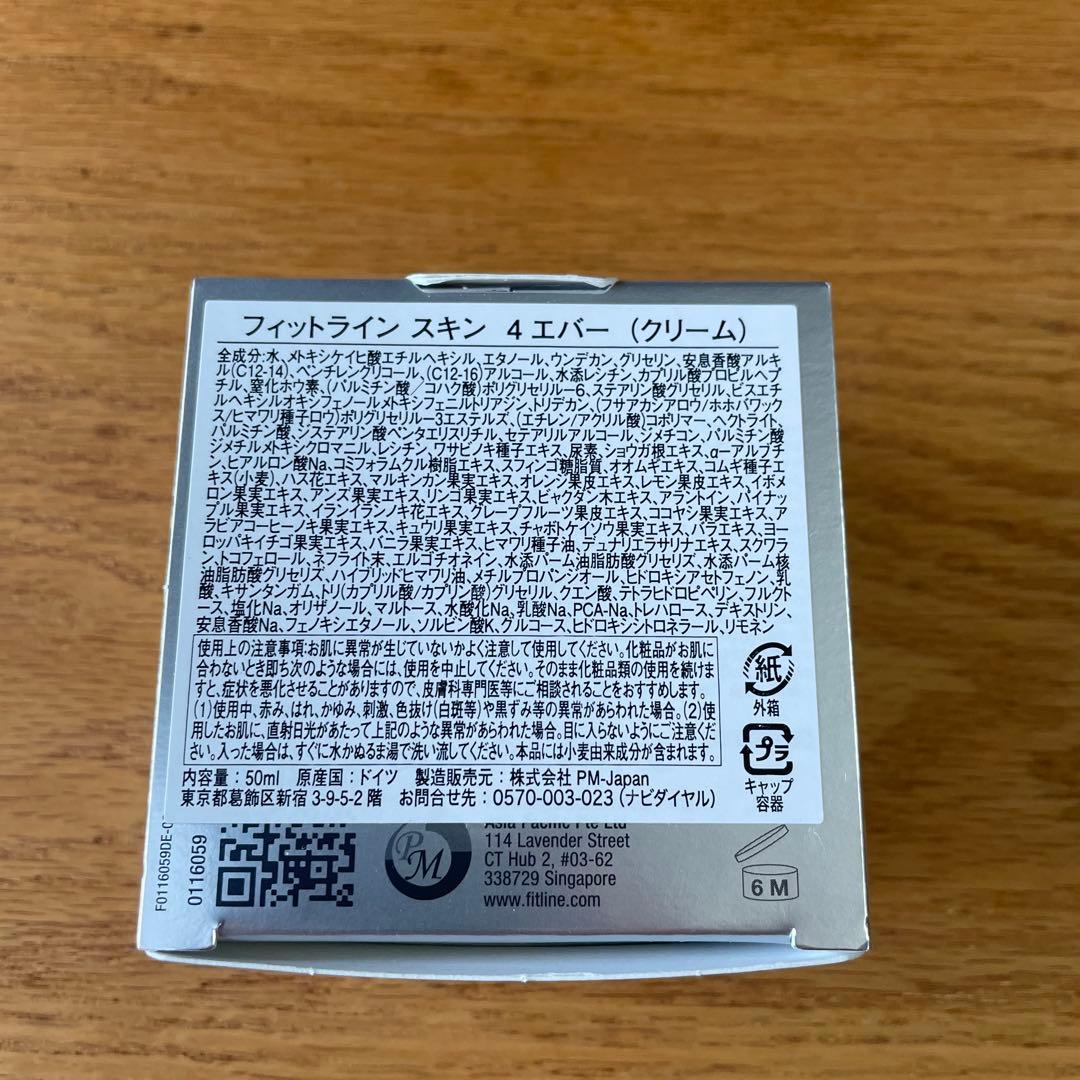 フィットライン スキン 4エバー (クリーム)
全成分:水、メトキシケイヒ酸エチルヘキシル、エタノール、ウンデカン、グリセリン、安息香酸アルキ
ル(C12-14)、ペンチレングリコール、(C12-16)アルコール、水添レシチン、カプリル酸プロピルヘプ
チル、窒化ホウ素、(パルミチン酸/コハク酸)ポリグリセリル-6、ステアリン酸グリセリル、ビスエチ
ルヘキシルオキシフェノールメトキシフェニルトリアジン、トリデカン、(フサアカシアロウ/ホホバワック
ス/ヒマワリ種子ロウ)ポリグリセリル-3エステルズ、(エチレン/アクリル酸)コポリマー、ヘクトライト、
パルミチン酸、ジステアリン酸ペンタエリスリチル、セテアリルアルコール、ジメチコン、パルミチン酸
ジメチルメトキシクロマニル、レシチン、ワサビノキ種子エキス、尿素、ショウガ根エキス、α-アルブチ
ン、ヒアルロン酸Na、コミフォラムクル樹脂エキス、スフィンゴ糖脂質、オオムギエキス、コムギ種子エ
キス(小麦)、ハス花エキス、マルキンカン果実エキス、オレンジ果皮エキス、レモン果皮エキス、イボメ
ロン果実エキス、アンズ果実エキス、リンゴ果実エキス、ビャクダン木エキス、アラントイン、パイナッ
プル果実エキス、イランイランノキ花エキス、グレープフルーツ果皮エキス、ココヤシ果実エキス、ア
ラビアコーヒーノキ果実エキス、キュウリ果実エキス、チャボトケイソウ果実エキス、バラエキス、ヨー
ロッパキイチゴ果実エキス、バニラ果実エキス、ヒマワリ種子油、デュナリエラサリナエキス、スクワラ
ン、トコフェロール、ネフライト末、エルゴチオネイン、水添パーム油脂肪酸グリセリズ、水添パーム核
油脂肪酸グリセリズ、ハイブリッドヒマワリ油、メチルプロパンジオール、ヒドロキシアセトフェノン、乳
酸、キサンタンガム、トリ(カプリル酸/カプリン酸)グリセリル、クエン酸、テトラヒドロピペリン、フルクト
ース、塩化Na、オリザノール、マルトース、水酸化Na、乳酸Na、PCA-Na、トレハロース、デキストリン、
安息香酸Na、フェノキシエタノール、ソルビン酸K、グルコース、ヒドロキシシトロネラール、リモネン
使用上の注意事項:お肌に異常が生じていないかよく注意して使用してください。化粧品がお肌に
合わないとき即ち次のような場合には、使用を中止してください。そのまま化粧品類の使用を続けま
すと、症状を悪化させることがありますので、皮膚科専門医等にご相談されることをおすすめします。
(1)使用中、赤み、はれ、かゆみ、刺激、色抜け(白斑等)や黒ずみ等の異常があらわれた場合。(2)使
用したお肌に、直射日光があたって上記のような異常があらわれた場合。目に入らないようにご注意くださ
い。入った場合は、すぐに水かぬるま湯で洗い流してください。本品には小麦由来成分が含まれます。
紙
外箱
プラ
キャップ
容器
内容量:50ml 原産国:ドイツ 製造販売元:株式会社 PM-Japan
東京都葛飾区新宿 3-9-5-2 階 お問合せ先:0570-003-023 (ナビダイヤル)
F0116059DE-0
0116059
PM
Asia Pacific Pte Ltd
114 Lavender Street
CT Hub 2, #03-62
338729 Singapore
www.fitline.com
6 M